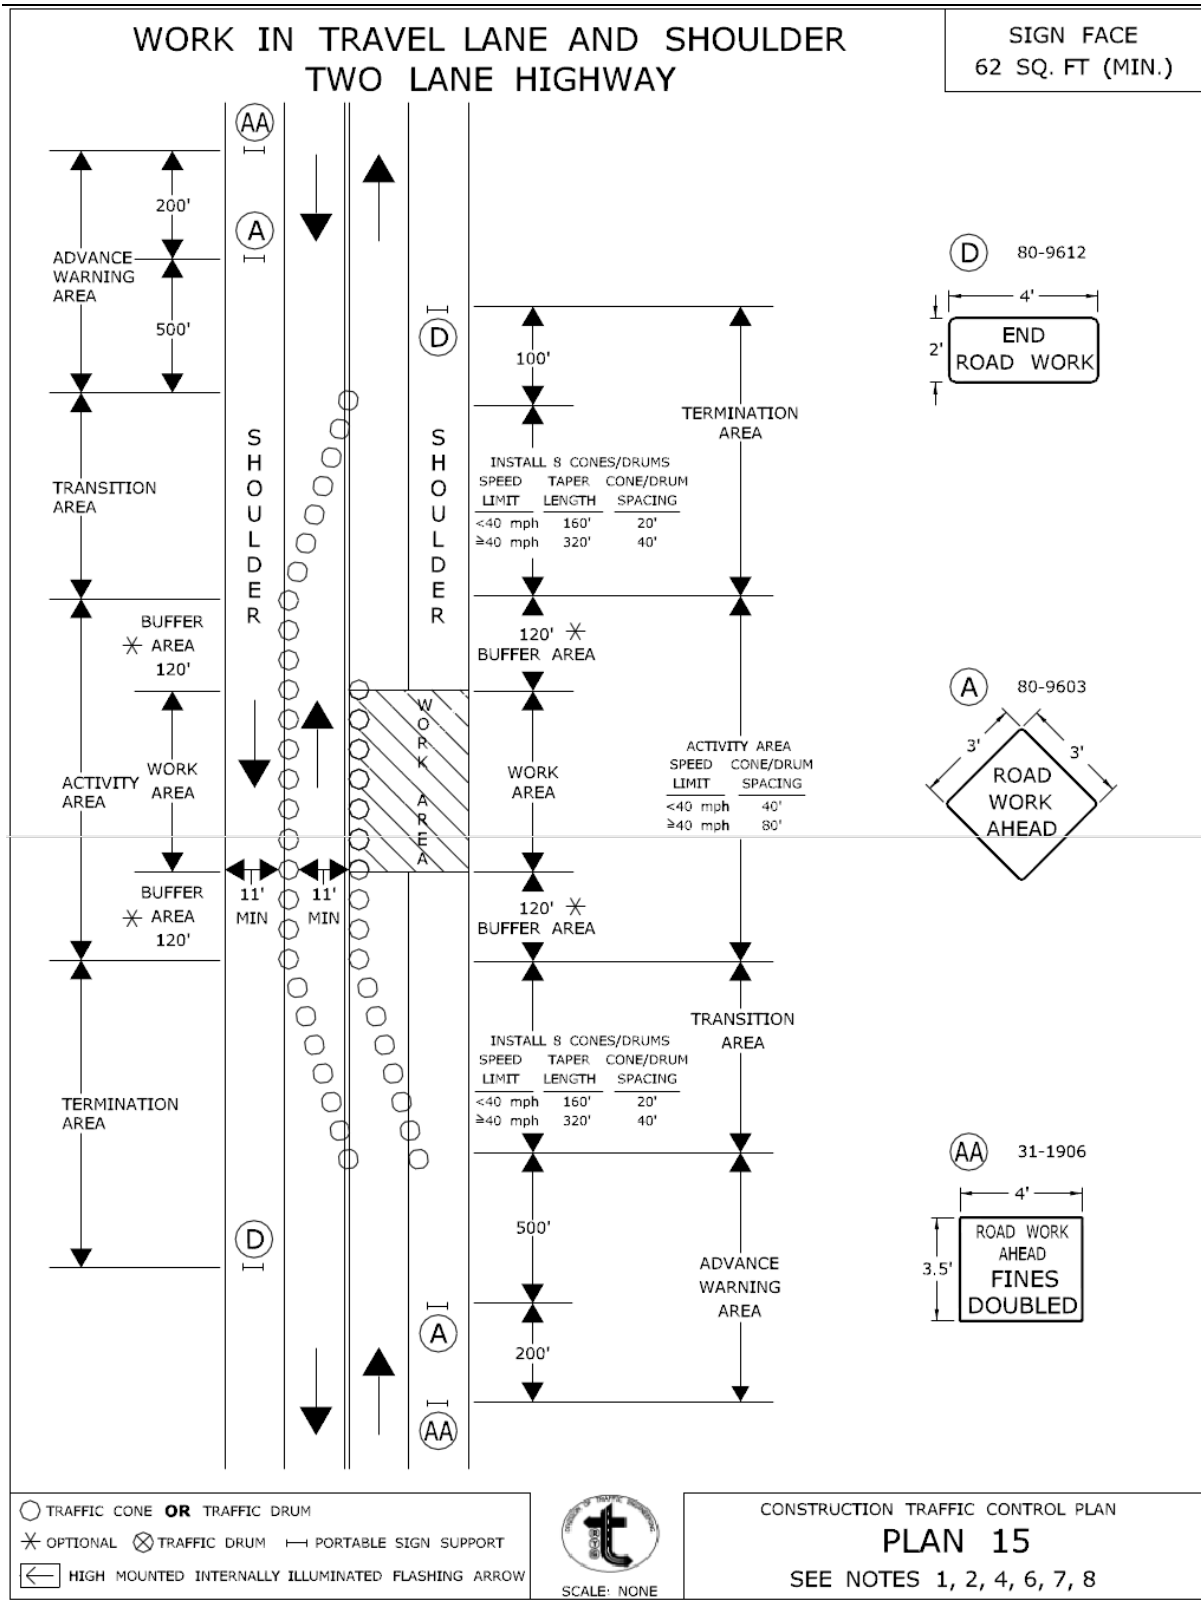 WORK IN TRAVEL LANE AND SHOULDER
TWO LANE HIGHWAY
SIGN FACE
62 SQ. FT (MIN.)
AA
A
200'
ADVANCE
WARNING
AREA
500'
D
100'
TERMINATION
AREA
D 80-9612
4'
2'
END
ROAD WORK
SHOULDER
SHOULDER
TRANSITION
AREA
INSTALL 8 CONES/DRUMS
SPEED TAPER CONE/DRUM
LIMIT LENGTH SPACING
<40 mph 160' 20'
≥40 mph 320' 40'
BUFFER
* AREA
120'
120' *
BUFFER AREA
WORK AREA
ACTIVITY
AREA
WORK
AREA
WORK
AREA
ACTIVITY AREA
SPEED CONE/DRUM
LIMIT SPACING
<40 mph 40'
≥40 mph 80'
A 80-9603
3' 3'
ROAD
WORK
AHEAD
BUFFER
* AREA
120'
11'
MIN
11'
MIN
120' *
BUFFER AREA
TRANSITION
AREA
INSTALL 8 CONES/DRUMS
SPEED TAPER CONE/DRUM
LIMIT LENGTH SPACING
<40 mph 160' 20'
≥40 mph 320' 40'
TERMINATION
AREA
D
500'
ADVANCE
WARNING
AREA
A
200'
AA
AA 31-1906
4'
3.5'
ROAD WORK
AHEAD
FINES
DOUBLED
TRAFFIC CONE OR TRAFFIC DRUM
* OPTIONAL TRAFFIC DRUM PORTABLE SIGN SUPPORT
HIGH MOUNTED INTERNALLY ILLUMINATED FLASHING ARROW
DIVISION OF TRAFFIC ENGINEERING
t
SCALE: NONE
CONSTRUCTION TRAFFIC CONTROL PLAN
PLAN 15
SEE NOTES 1, 2, 4, 6, 7, 8